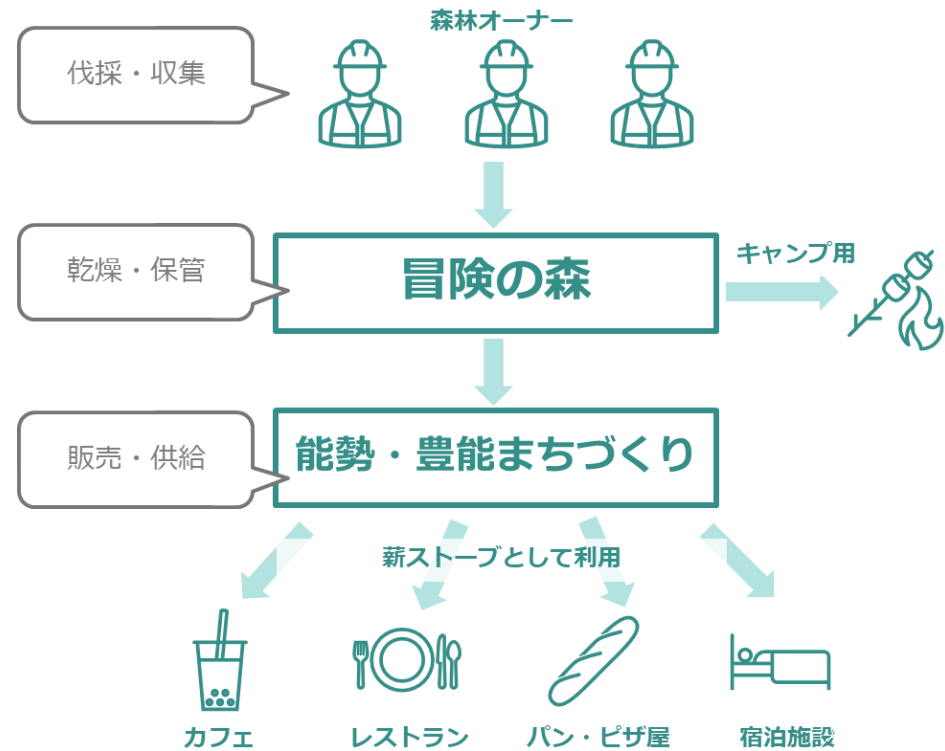 森林オーナー
伐採・収集
乾燥・保管
冒険の森
キャンプ用
販売・供給
能勢・豊能まちづくり
薪ストーブとして利用
カフェ
レストラン
パン・ピザ屋
宿泊施設